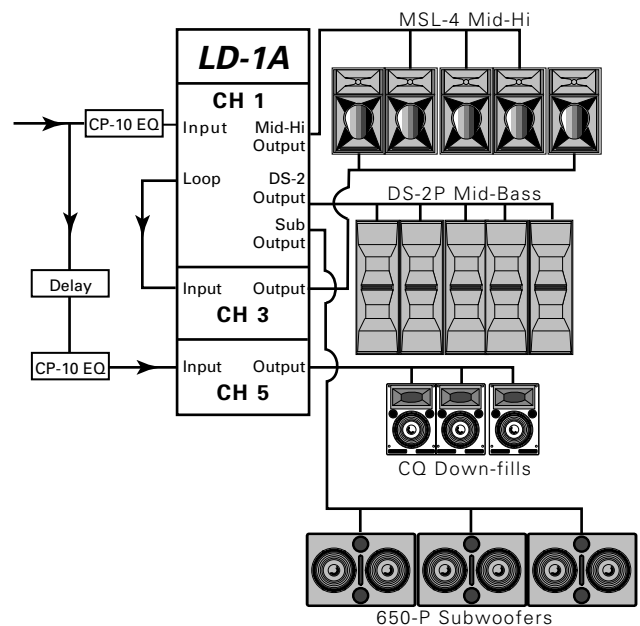 MSL-4 Mid-Hi
LD-1A
CH 1
CP-10 EQ
Input
Mid-Hi
Output
Loop
DS-2
Output
DS-2P Mid-Bass
Sub
Output
Delay
Input
Output
CH 3
CP-10 EQ
Input
Output
CH 5
CQ Down-fills
650-P Subwoofers